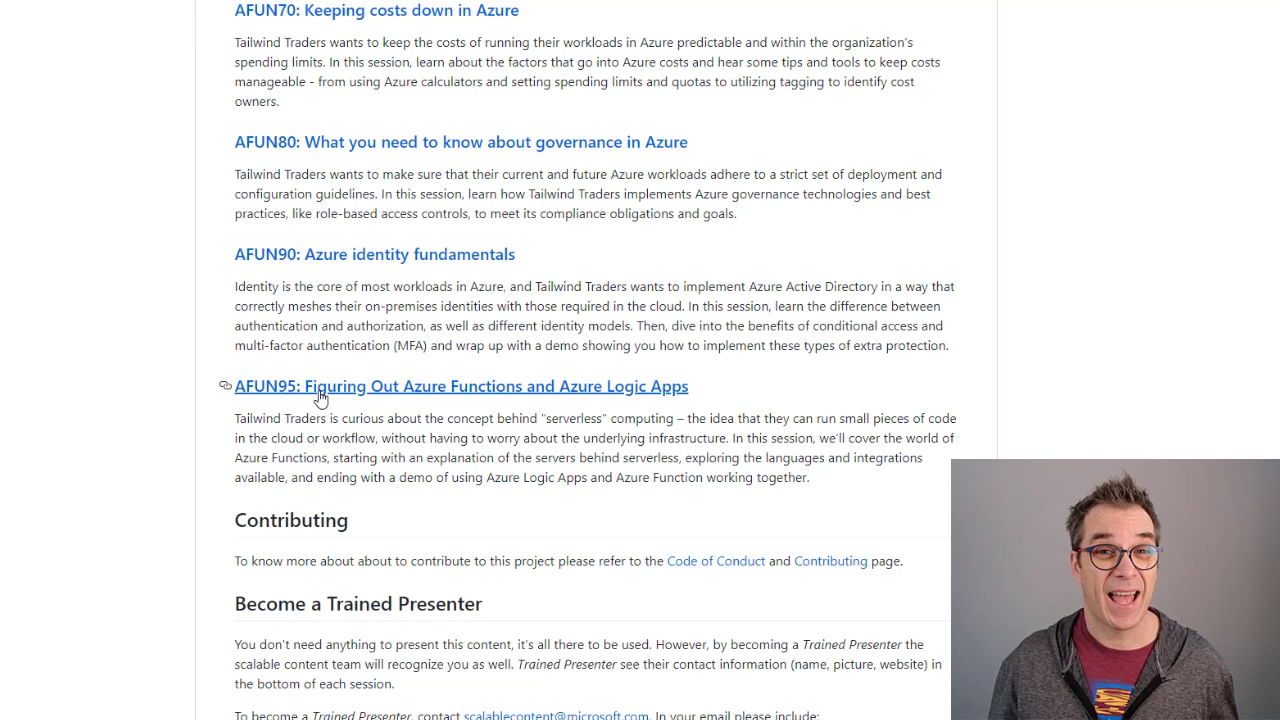 AFUN70: Keeping costs down in Azure
Tailwind Traders wants to keep the costs of running their workloads in Azure predictable and within the organization's
spending limits. In this session, learn about the factors that go into Azure costs and hear some tips and tools to keep costs
manageable - from using Azure calculators and setting spending limits and quotas to utilizing tagging to identify cost
owners.
AFUN80: What you need to know about governance in Azure
Tailwind Traders wants to make sure that their current and future Azure workloads adhere to a strict set of deployment and
configuration guidelines. In this session, learn how Tailwind Traders implements Azure governance technologies and best
practices, like role-based access controls, to meet its compliance obligations and goals.
AFUN90: Azure identity fundamentals
Identity is the core of most workloads in Azure, and Tailwind Traders wants to implement Azure Active Directory in a way that
correctly meshes their on-premises identities with those required in the cloud. In this session, learn the difference between
authentication and authorization, as well as different identity models. Then, dive into the benefits of conditional access and
multi-factor authentication (MFA) and wrap up with a demo showing you how to implement these types of extra protection.
AFUN95: Figuring Out Azure Functions and Azure Logic Apps
Tailwind Traders is curious about the concept behind "serverless" computing – the idea that they can run small pieces of code
in the cloud or workflow, without having to worry about the underlying infrastructure. In this session, we'll cover the world of
Azure Functions, starting with an explanation of the servers behind serverless, exploring the languages and integrations
available, and ending with a demo of using Azure Logic Apps and Azure Function working together.
Contributing
To know more about about to contribute to this project please refer to the Code of Conduct and Contributing page.
Become a Trained Presenter
You don't need anything to present this content, it's all there to be used. However, by becoming a Trained Presenter the
scalable content team will recognize you as well. Trained Presenter see their contact information (name, picture, website) in
the bottom of each session.
To become a Trained Presenter, contact scalablecontent@microsoft.com. In your email please include: